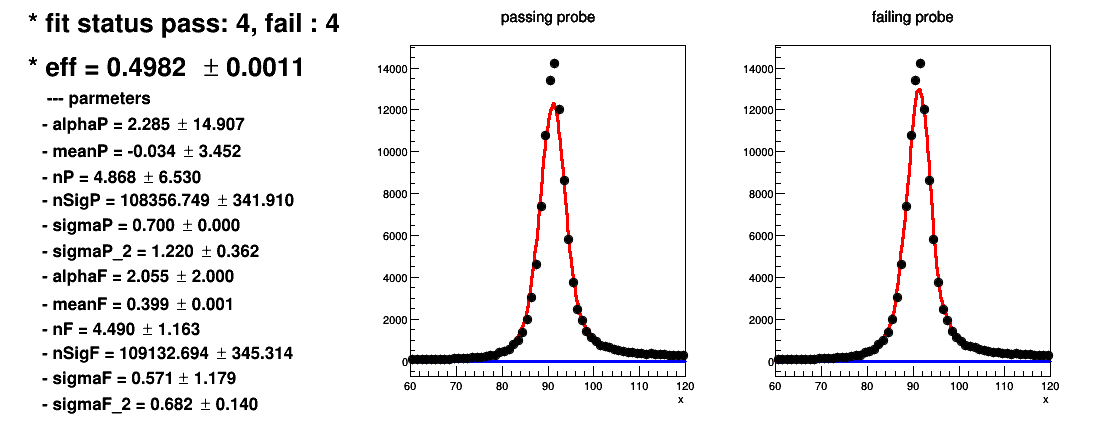 * fit status pass: 4, fail : 4
* eff = 0.4982 ± 0.0011
--- parmeters
- alphaP = 2.285 ± 14.907
- meanP = -0.034 ± 3.452
- nP = 4.868 ± 6.530
- nSigP = 108356.749 ± 341.910
- sigmaP = 0.700 ± 0.000
- sigmaP_2 = 1.220 ± 0.362
- alphaF = 2.055 ± 2.000
- meanF = 0.399 ± 0.001
- nF = 4.490 ± 1.163
- nSigF = 109132.694 ± 345.314
- sigmaF = 0.571 ± 1.179
- sigmaF_2 = 0.682 ± 0.140
passing probe
14000
12000
10000
8000
6000
4000
2000
0
60 70 80 90 100 110 120
x
failing probe
14000
12000
10000
8000
6000
4000
2000
0
60 70 80 90 100 110 120
x